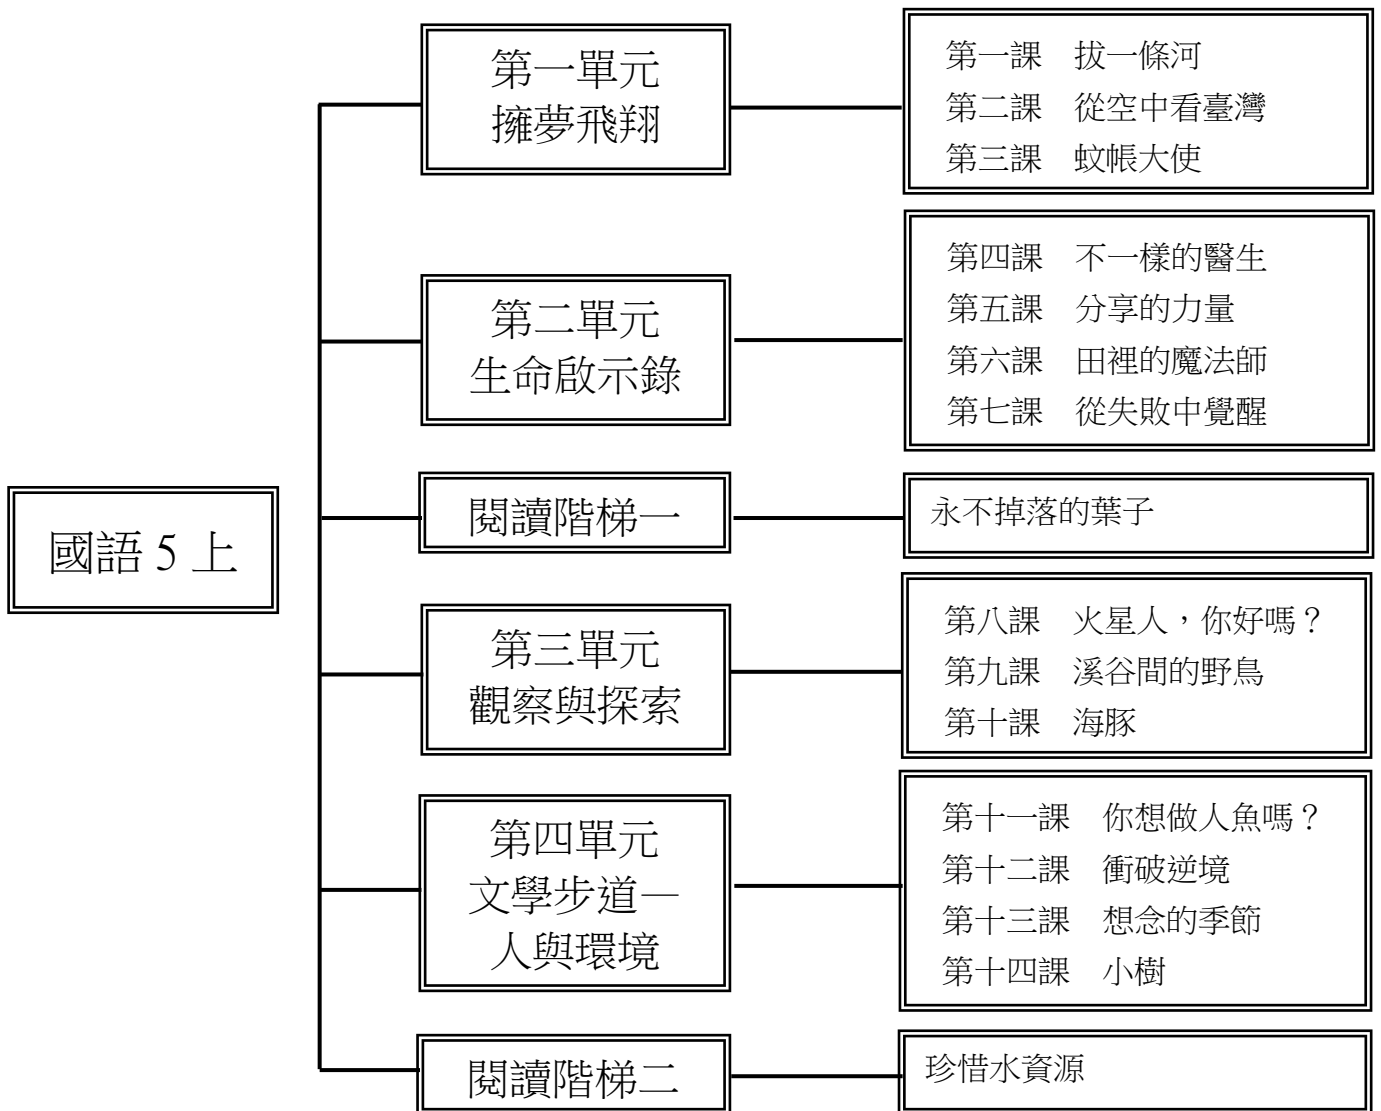 國語 5 上
第一單元
擁夢飛翔
第一課　拔一條河
第二課　從空中看臺灣
第三課　蚊帳大使
第二單元
生命啟示錄
第四課　不一樣的醫生
第五課　分享的力量
第六課　田裡的魔法師
第七課　從失敗中覺醒
閱讀階梯一
永不掉落的葉子
第三單元
觀察與探索
第八課　火星人，你好嗎？
第九課　溪谷間的野鳥
第十課　海豚
第四單元
文學步道—
人與環境
第十一課　你想做人魚嗎？
第十二課　衝破逆境
第十三課　想念的季節
第十四課　小樹
閱讀階梯二
珍惜水資源